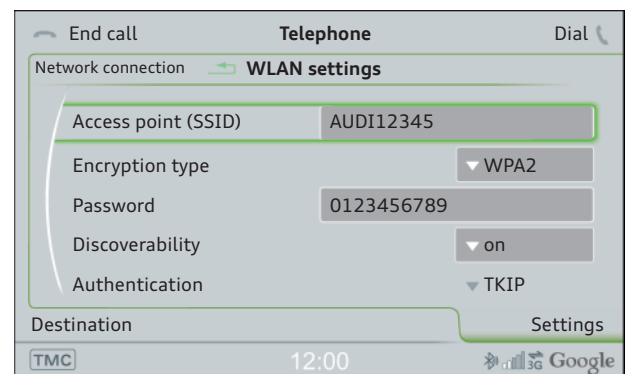 End call Telephone Dial
Network connection WLAN settings
Access point (SSID) AUDI12345
Encryption type WPA2
Password 0123456789
Discoverability on
Authentication TKIP
Destination Settings
TMC 12:00 3G Google